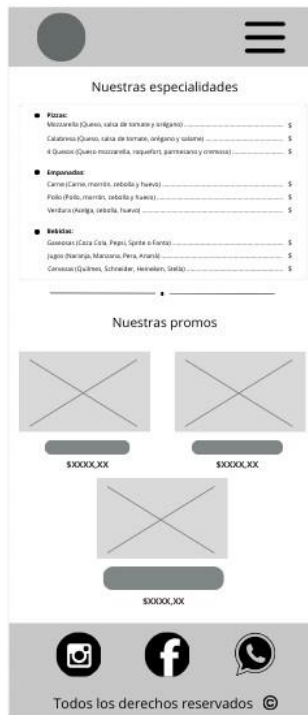 Nuestras especialidades
Pizzas:
Mozzarella (Queso, salsa de tomate y orégano) $
Calabresa (Queso, salsa de tomate, orégano y salame) $
4 Quesos (Queso mozzarella, roquefort, parmesano y cremoso) $
Empanadas:
Carne (Carne, morrón, cebolla y huevo) $
Pollo (Pollo, morrón, cebolla y huevo) $
Verdura (Acelga, cebolla, huevo) $
Bebidas:
Gaseosas (Coca Cola, Pepsi, Sprite o Fanta) $
Jugos (Naranja, Manzana, Pera, Ananá) $
Cervezas (Quilmes, Schneider, Heineken, Stella) $
Nuestras promos
$XXXX,XX $XXXX,XX
$XXXX,XX
Todos los derechos reservados ©